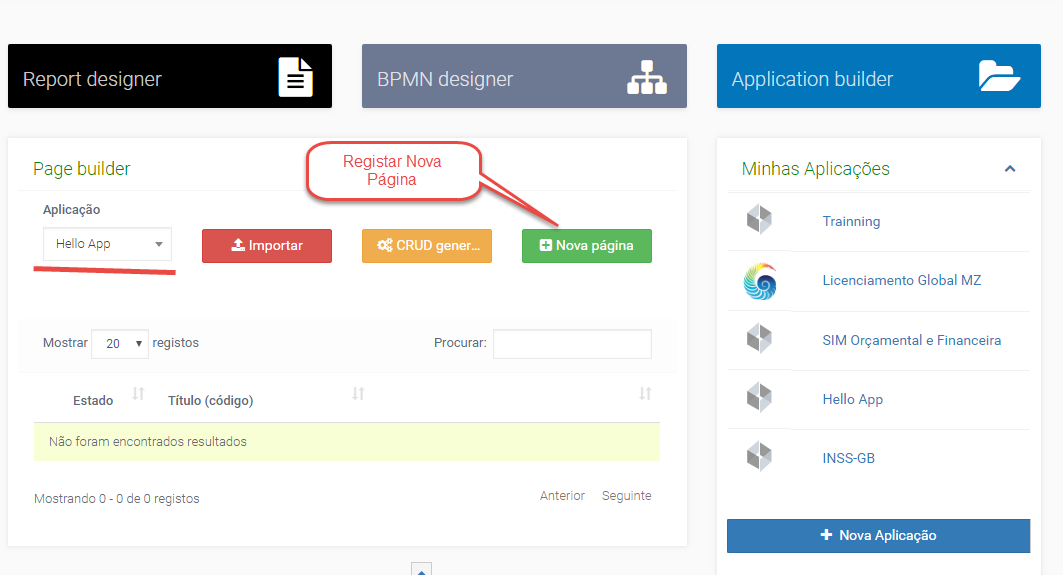 Report designer
BPMN designer
Application builder
Page builder
Registar Nova
Página
Aplicação
Hello App
Importar
CRUD gener...
Nova página
Mostrar 20 registos
Procurar:
Estado Título (código)
Não foram encontrados resultados
Mostrando 0 - 0 de 0 registos
Anterior Seguinte
Minhas Aplicações
Trainning
Licenciamento Global MZ
SIM Orçamental e Financeira
Hello App
INSS-GB
Nova Aplicação